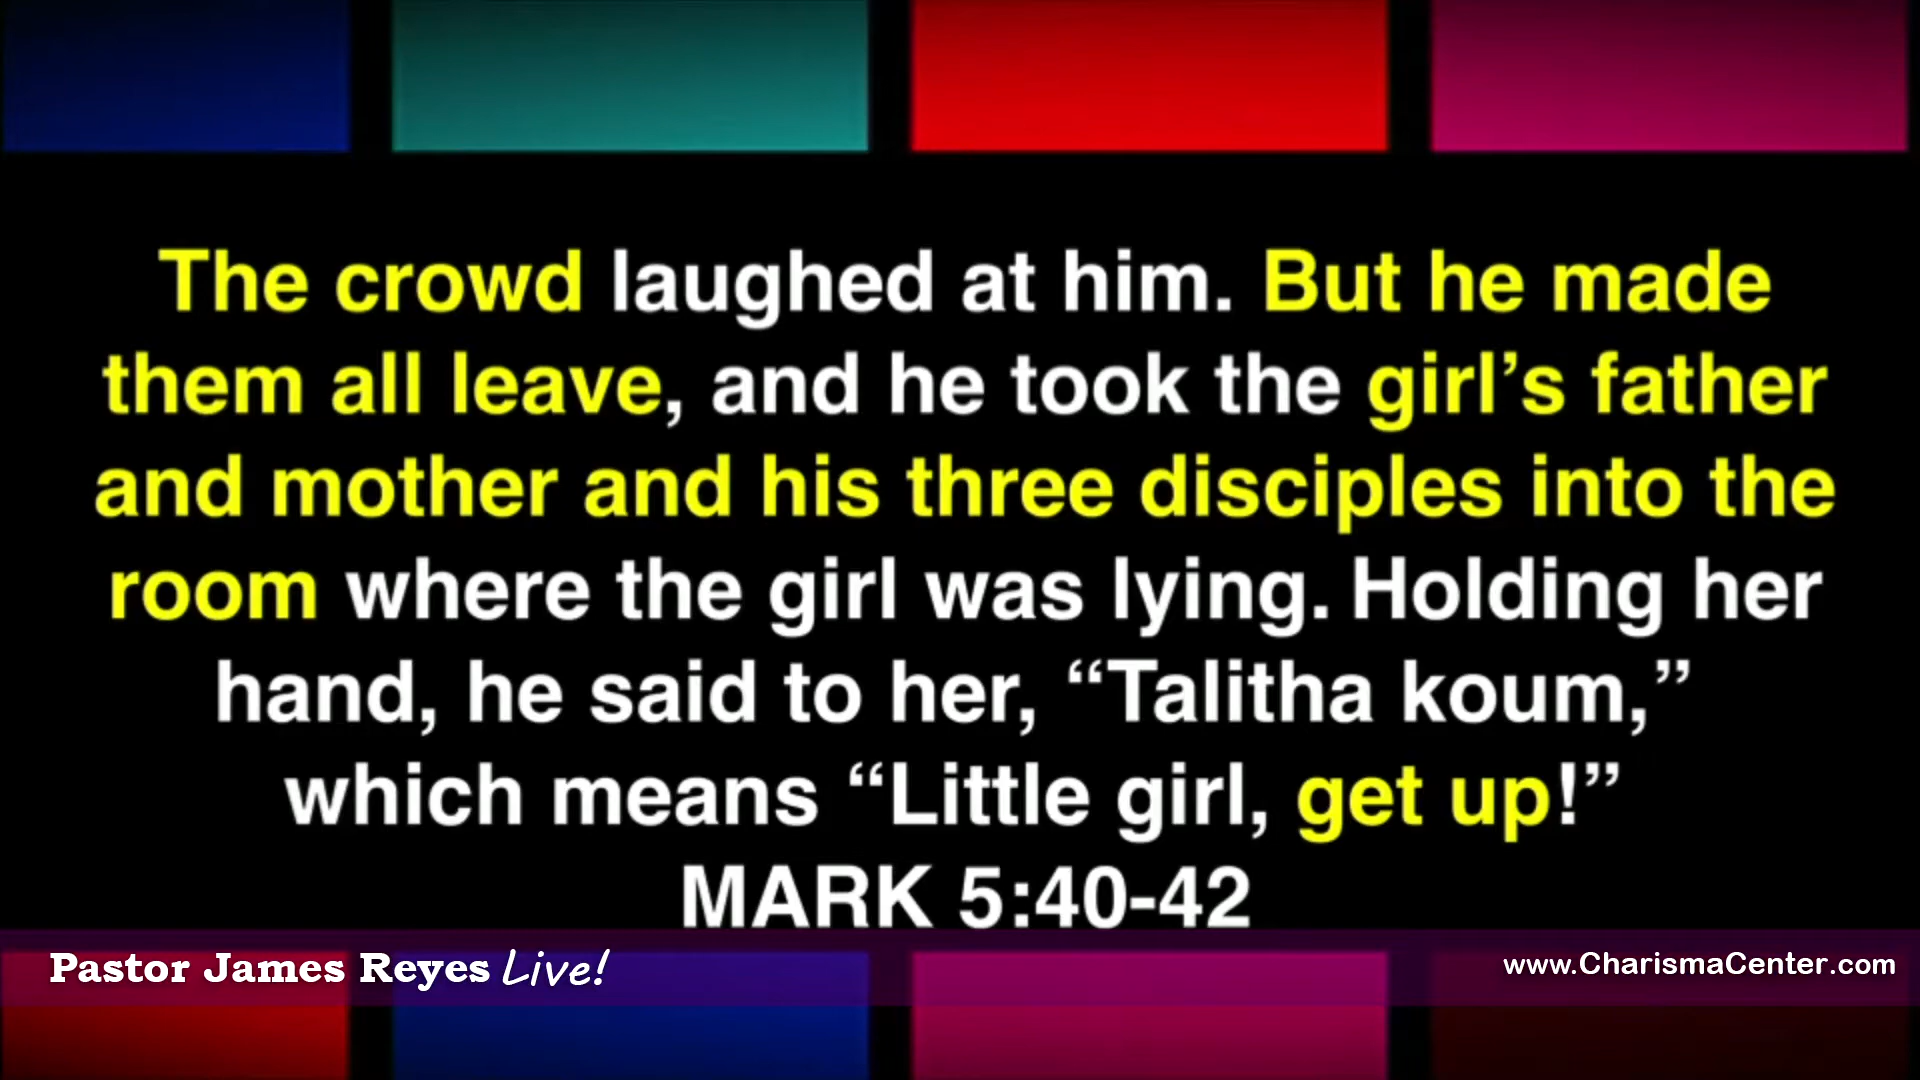 The crowd laughed at him. But he made
them all leave, and he took the girl’s father
and mother and his three disciples into the
room where the girl was lying. Holding her
hand, he said to her, “Talitha koum,”
which means “Little girl, get up!”
MARK 5:40-42
Pastor James Reyes Live!
www.CharismaCenter.com